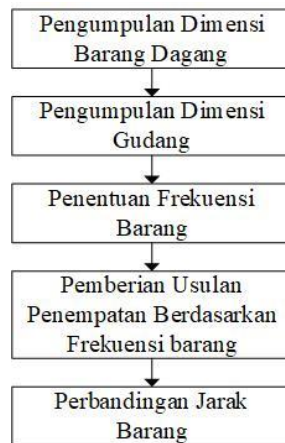 Pengumpulan Dimensi
Barang Dagang
Pengumpulan Dimensi
Gudang
Penentuan Frekuensi
Barang
Pemberian Usulan
Penempatan Berdasarkan
Frekuensi barang
Perbandingan Jarak
Barang